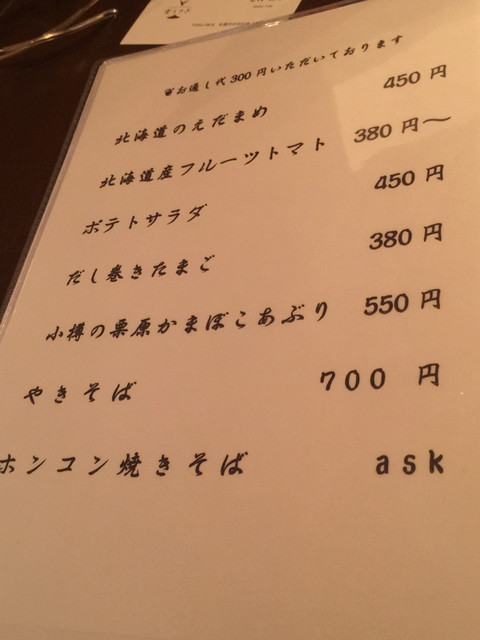 お通し代300円いただいております
北海道のえだまめ 450円
北海道産フルーツトマト 380円〜
ポテトサラダ 450円
だし巻きたまご 380円
小樽の栗原かまぼこあぶり 550円
やきそば 700 円
ホンコン焼きそば ask